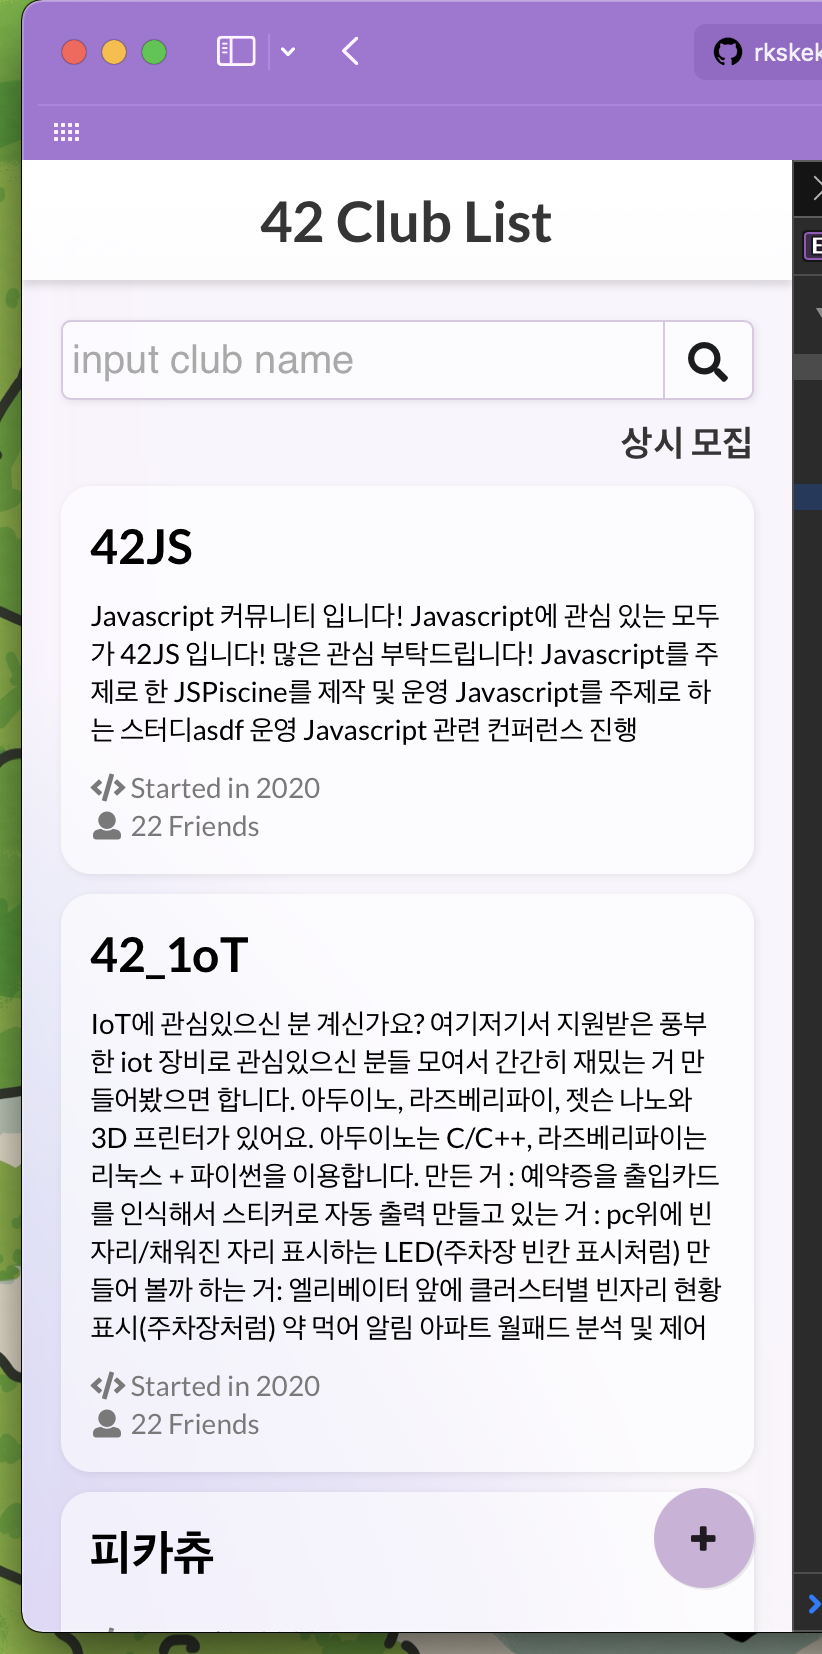 rkskek
42 Club List
input club name
상시 모집
42JS
Javascript 커뮤니티 입니다! Javascript에 관심 있는 모두
가 42JS 입니다! 많은 관심 부탁드립니다! Javascript를 주
제로 한 JSPiscine를 제작 및 운영 Javascript를 주제로 하
는 스터디asdf 운영 Javascript 관련 컨퍼런스 진행
Started in 2020
22 Friends
42_1oT
IoT에 관심있으신 분 계신가요? 여기저기서 지원받은 풍부
한 iot 장비로 관심있으신 분들 모여서 간간히 재밌는 거 만
들어봤으면 합니다. 아두이노, 라즈베리파이, 젯슨 나노와
3D 프린터가 있어요. 아두이노는 C/C++, 라즈베리파이는
리눅스 + 파이썬을 이용합니다. 만든 거 : 예약증을 출입카드
를 인식해서 스티커로 자동 출력 만들고 있는 거 : pc위에 빈
자리/채워진 자리 표시하는 LED(주차장 빈칸 표시처럼) 만
들어 볼까 하는 거: 엘리베이터 앞에 클러스터별 빈자리 현황
표시(주차장처럼) 약 먹어 알림 아파트 월패드 분석 및 제어
Started in 2020
22 Friends
피카츄